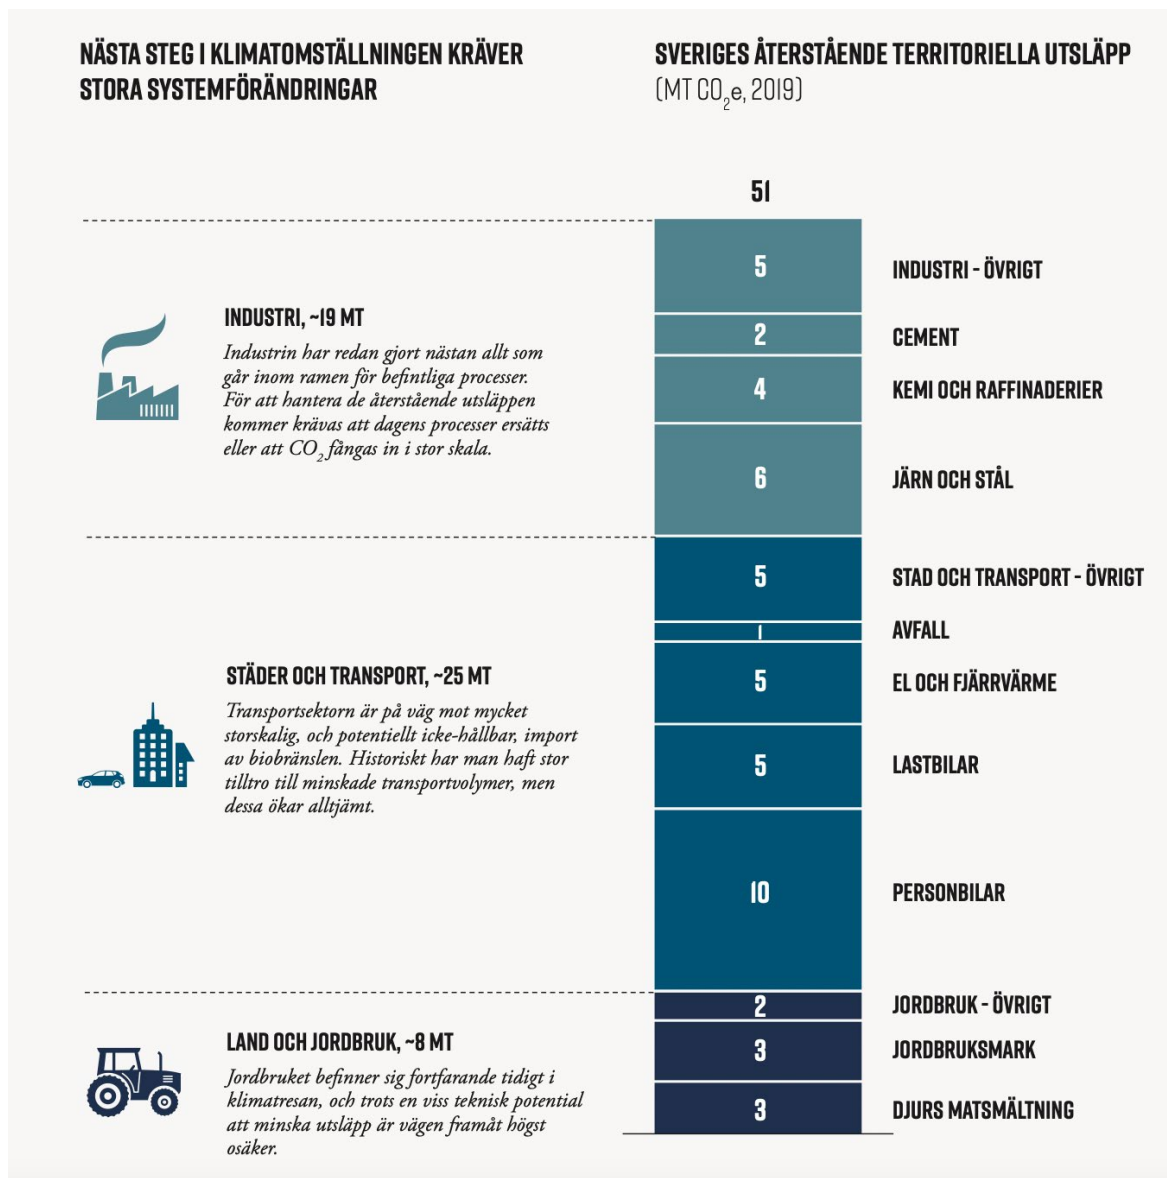 NÄSTA STEG I KLIMATOMSTÄLLNINGEN KRÄVER
STORA SYSTEMFÖRÄNDRINGAR
SVERIGES ÅTERSTÅENDE TERRITORIELLA UTSLÄPP
(MT CO₂e, 2019)
51
INDUSTRI, ~19 MT
Industrin har redan gjort nästan allt som
går inom ramen för befintliga processer.
För att hantera de återstående utsläppen
kommer krävas att dagens processer ersätts
eller att CO₂ fångas in i stor skala.
5 INDUSTRI - ÖVRIGT
2 CEMENT
4 KEMI OCH RAFFINADERIER
6 JÄRN OCH STÅL
STÄDER OCH TRANSPORT, ~25 MT
Transportsektorn är på väg mot mycket
storskalig, och potentiellt icke-hållbar, import
av biobränslen. Historiskt har man haft stor
tilltro till minskade transportvolymer, men
dessa ökar alltjämt.
5 STAD OCH TRANSPORT - ÖVRIGT
1 AVFALL
5 EL OCH FJÄRRVÄRME
5 LASTBILAR
10 PERSONBILAR
LAND OCH JORDBRUK, ~8 MT
Jordbruket befinner sig fortfarande tidigt i
klimatresan, och trots en viss teknisk potential
att minska utsläpp är vägen framåt högst
osäker.
2 JORDBRUK - ÖVRIGT
3 JORDBRUKSMARK
3 DJURS MATSMÄLTNING